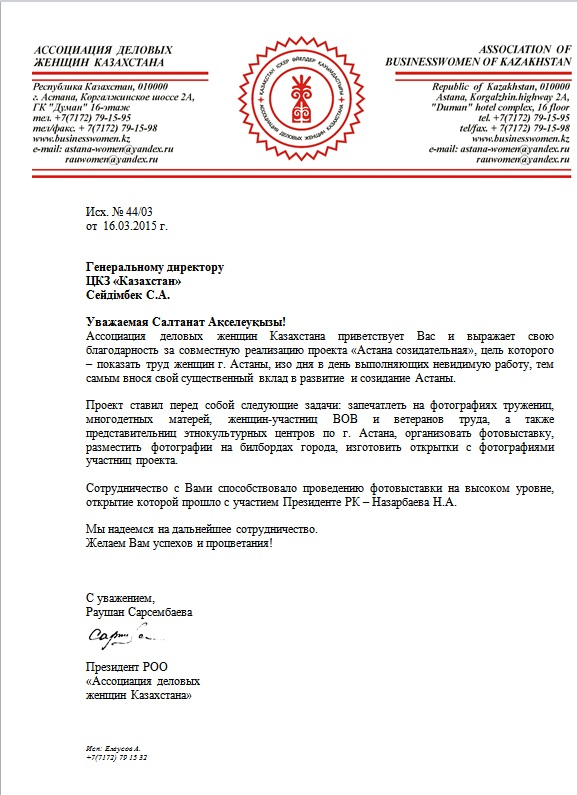 АССОЦИАЦИЯ ДЕЛОВЫХ
ЖЕНЩИН КАЗАХСТАНА
Республика Казахстан, 010000
г. Астана, Коргалжинское шоссе 2А,
ГК "Думан" 16-этаж
тел. +7(7172) 79-15-95
тел/факс. + 7(7172) 79-15-98
www.businesswomen.kz
e-mail: astana-women@yandex.ru
rauwomen@yandex.ru
ҚАЗАҚСТАН ІСКЕР ӘЙЕЛДЕР ҚАУЫМДАСТЫҒЫ
АССОЦИАЦИЯ ДЕЛОВЫХ ЖЕНЩИН КАЗАХСТАНА
ASSOCIATION OF
BUSINESSWOMEN OF KAZAKHSTAN
Republic of Kazakhstan, 010000
Astana, Korgalzhin.highway 2A,
"Duman" hotel complex, 16 floor
tel. +7(7172) 79-15-95
tel/fax. + 7(7172) 79-15-98
www.businesswomen.kz
e-mail: astana-women@yandex.ru
rauwomen@yandex.ru
Исх. № 44/03
от 16.03.2015 г.
Генеральному директору
ЦКЗ «Казахстан»
Сейдімбек С.А.
Уважаемая Салтанат Ақселеуқызы!
Ассоциация деловых женщин Казахстана приветствует Вас и выражает свою
благодарность за совместную реализацию проекта «Астана созидательная», цель которого
– показать труд женщин г. Астаны, изо дня в день выполняющих невидимую работу, тем
самым внося свой существенный вклад в развитие и созидание Астаны.
Проект ставил перед собой следующие задачи: запечатлеть на фотографиях тружениц,
многодетных матерей, женщин-участниц ВОВ и ветеранов труда, а также
представительниц этнокультурных центров по г. Астана, организовать фотовыставку,
разместить фотографии на билбордах города, изготовить открытки с фотографиями
участниц проекта.
Сотрудничество с Вами способствовало проведению фотовыставки на высоком уровне,
открытие которой прошло с участием Президенте РК – Назарбаева Н.А.
Мы надеемся на дальнейшее сотрудничество.
Желаем Вам успехов и процветания!
С уважением,
Раушан Сарсембаева
Президент РОО
«Ассоциация деловых
женщин Казахстана»
Исп: Елеусов А.
+7(7172) 79 15 32